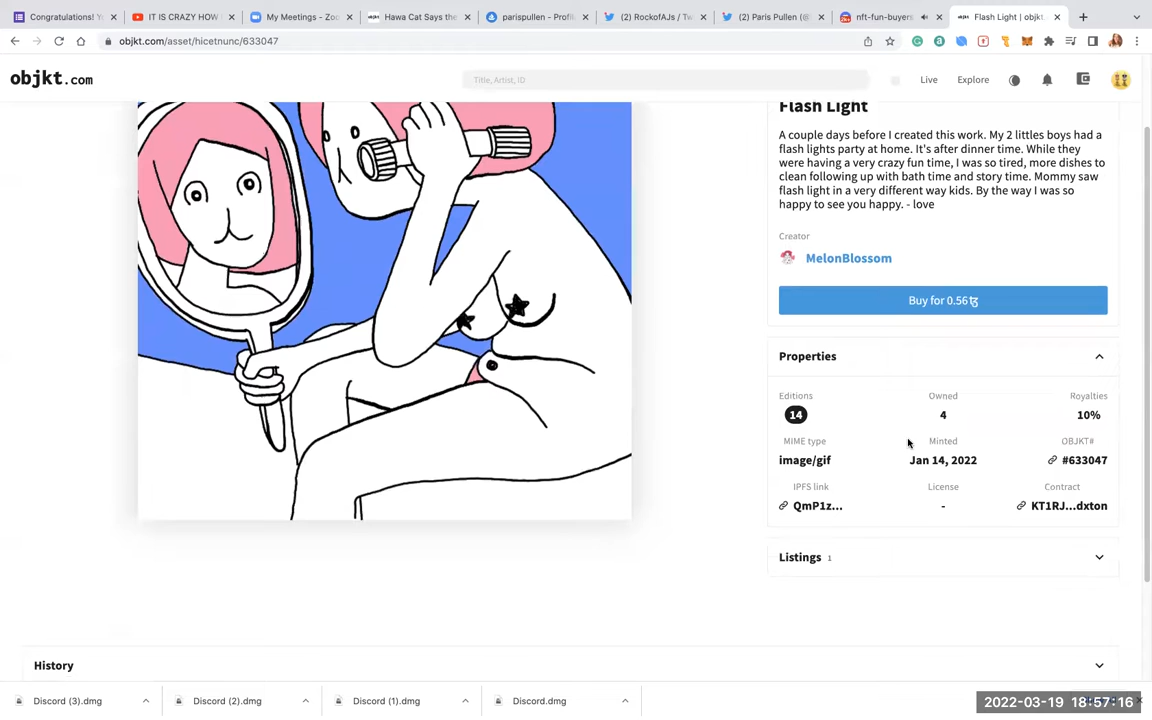 Congratulations! Y
IT IS CRAZY HOW
My Meetings - Zoo
Hawa Cat Says the
parispullen - Profil
(2) RockofAJs / Tw
(2) Paris Pullen (@
nft-fun-buyers
Flash Light | objkt.
objkt.com/asset/hicetnunc/633047
objkt.com
Title, Artist, ID
Live
Explore
Flash Light
A couple days before I created this work. My 2 littles boys had a
flash lights party at home. It's after dinner time. While they
were having a very crazy fun time, I was so tired, more dishes to
clean following up with bath time and story time. Mommy saw
flash light in a very different way kids. By the way I was so
happy to see you happy. - love
Creator
MelonBlossom
Buy for 0.56
Properties
Editions Owned Royalties
14 4 10%
MIME type Minted OBJKT#
image/gif Jan 14, 2022 #633047
IPFS link License Contract
QmP1z... - KT1RJ...dxton
Listings 1
History
Discord (3).dmg
Discord (2).dmg
Discord (1).dmg
Discord.dmg
2022-03-19 18:57:16